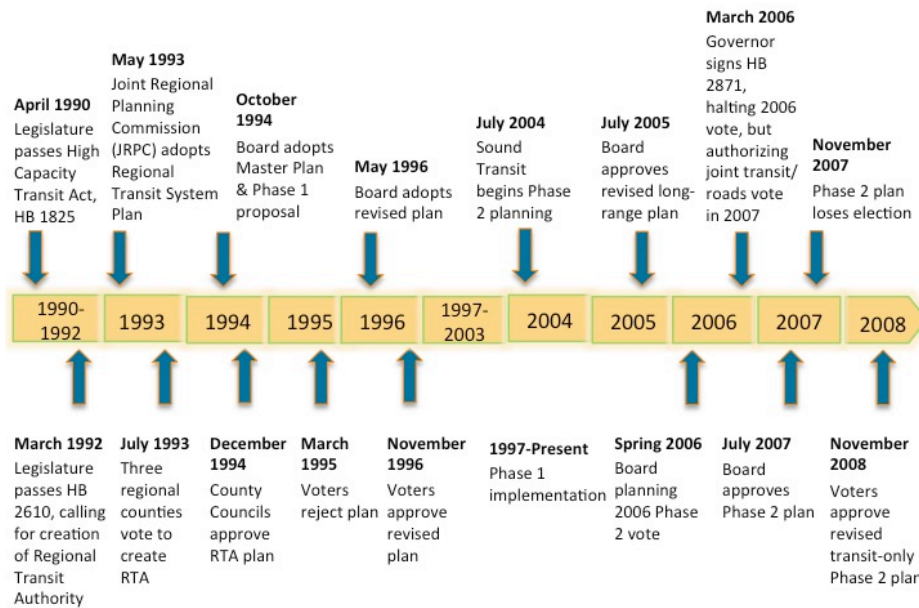 April 1990
Legislature
passes High
Capacity
Transit Act,
HB 1825
May 1993
Joint Regional
Planning
Commission
(JRPC) adopts
Regional
Transit System
Plan
October
1994
Board adopts
Master Plan
& Phase 1
proposal
May 1996
Board adopts
revised plan
July 2004
Sound
Transit
begins Phase
2 planning
July 2005
Board
approves
revised long-
range plan
March 2006
Governor
signs HB
2871,
halting 2006
vote, but
authorizing
joint transit/
roads vote
in 2007
November
2007
Phase 2 plan
loses election
1990-
1992
1993
1994
1995
1996
1997-
2003
2004
2005
2006
2007
2008
March 1992
Legislature
passes HB
2610, calling
for creation
of Regional
Transit
Authority
July 1993
Three
regional
counties
vote to
create
RTA
December
1994
County
Councils
approve
RTA plan
March
1995
Voters
reject plan
November
1996
Voters
approve
revised
plan
1997-Present
Phase 1
implementation
Spring 2006
Board
planning
2006 Phase
2 vote
July 2007
Board
approves
Phase 2 plan
November
2008
Voters
approve
revised
transit-only
Phase 2 plan